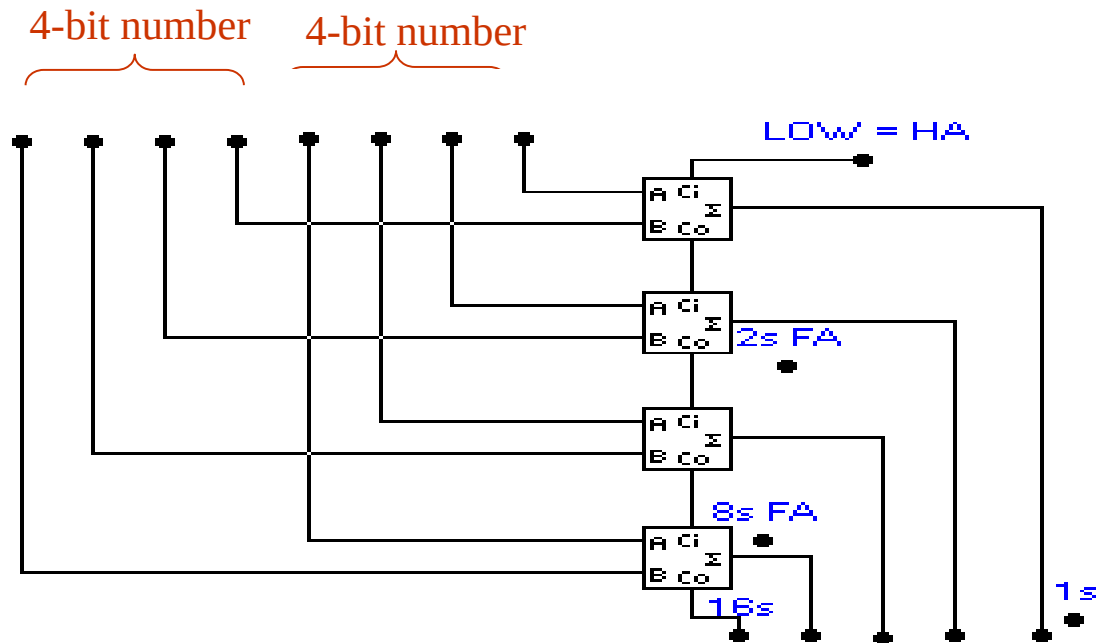 4-bit number
4-bit number
LOW = HA
A Ci
Σ
B Co
A Ci
Σ
B Co
2s FA
A Ci
Σ
B Co
8s FA
A Ci
Σ
B Co
16s
1s